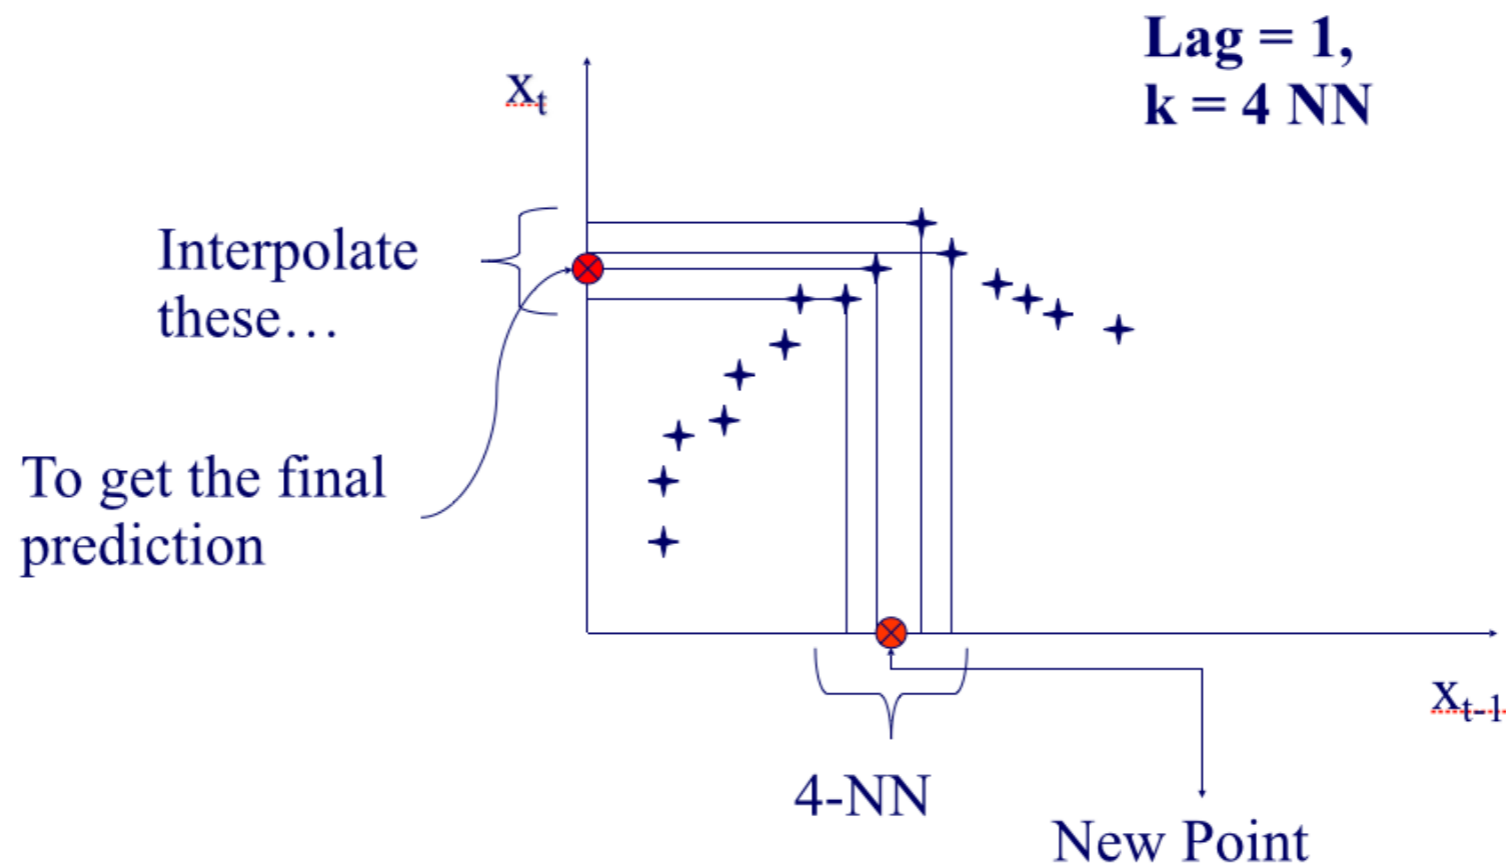 Lag = 1,
k = 4 NN
xₜ
Interpolate
these…
To get the final
prediction
xₜ₋₁
4-NN
New Point